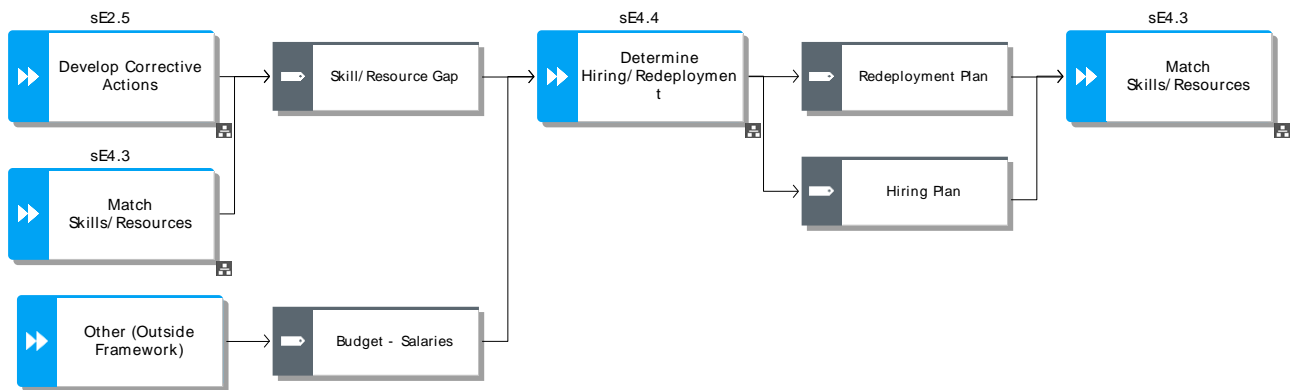 sE2.5
Develop Corrective
Actions
Skill/Resource Gap
sE4.4
Determine
Hiring/Redeploymen
t
Redeployment Plan
sE4.3
Match
Skills/Resources
sE4.3
Match
Skills/Resources
Hiring Plan
Other (Outside
Framework)
Budget - Salaries